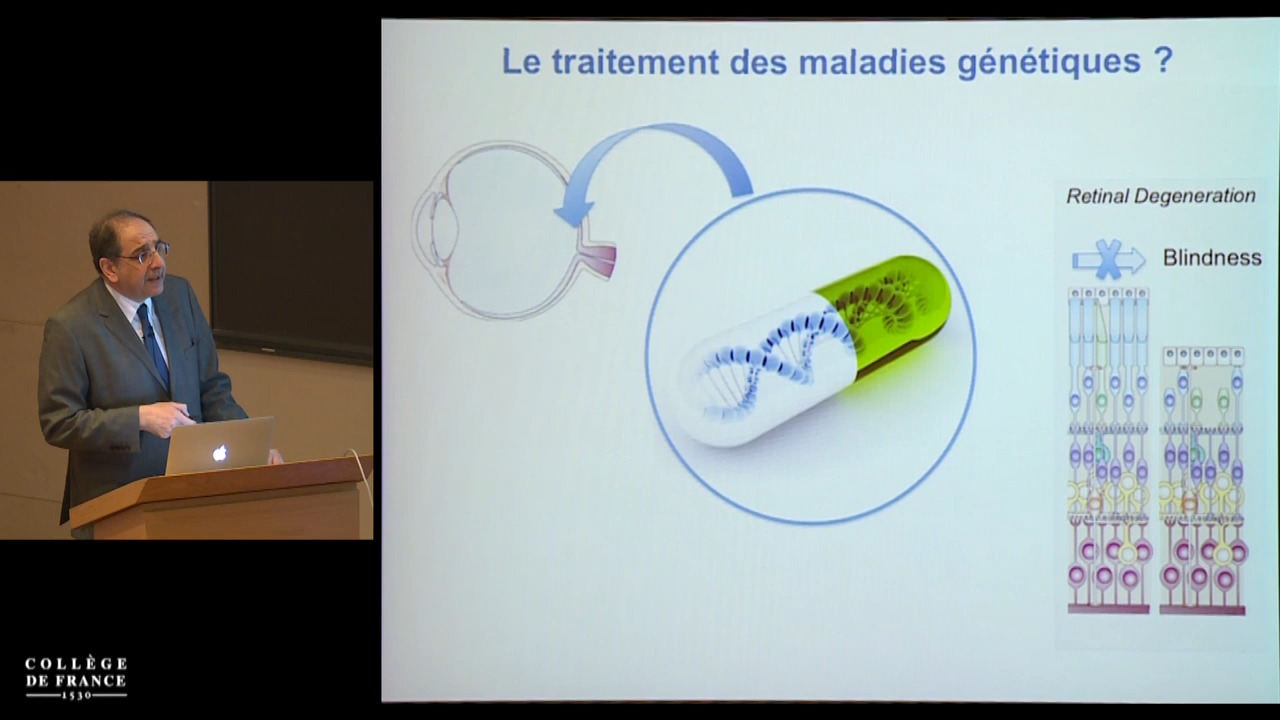 Le traitement des maladies génétiques ?
Retinal Degeneration
Blindness
COLLÈGE
DE FRANCE
1530